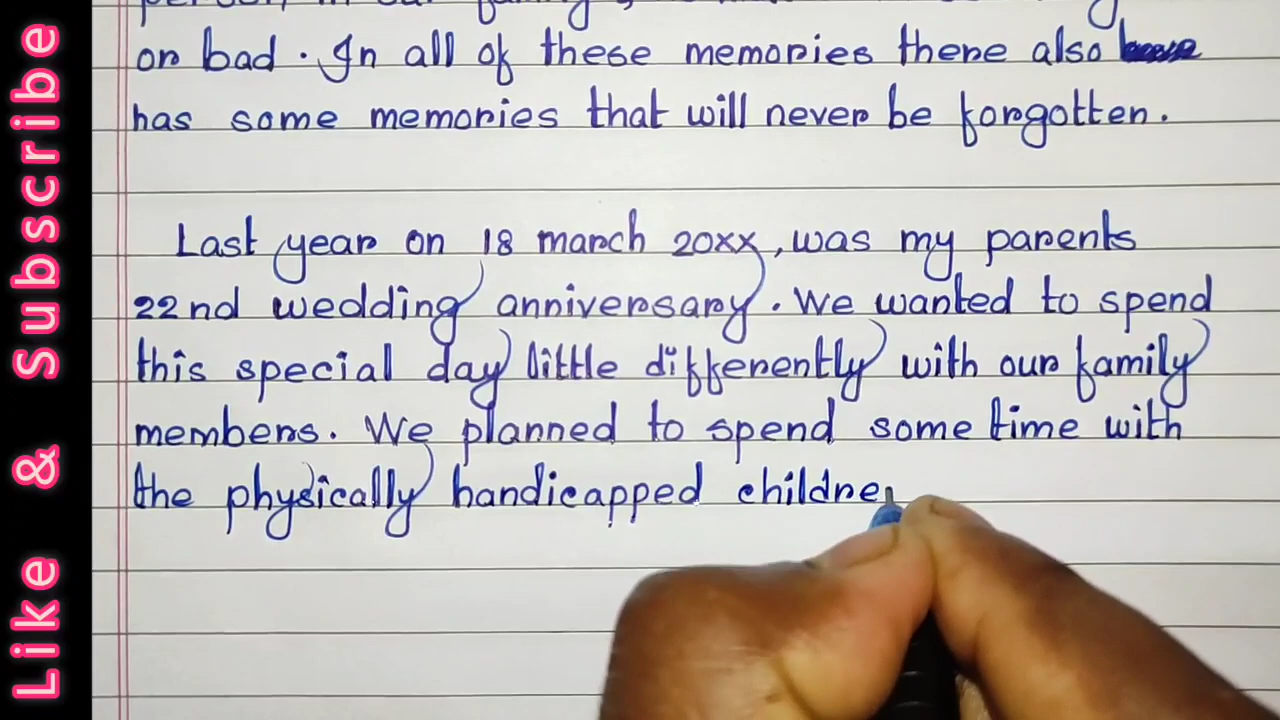 Like & Subscribe
or bad. In all of these memories there also
has some memories that will never be forgotten.
Last year on 18 march 20xx, was my parents
22nd wedding anniversary. We wanted to spend
this special day little differently with our family
members. We planned to spend some time with
the physically handicapped childre